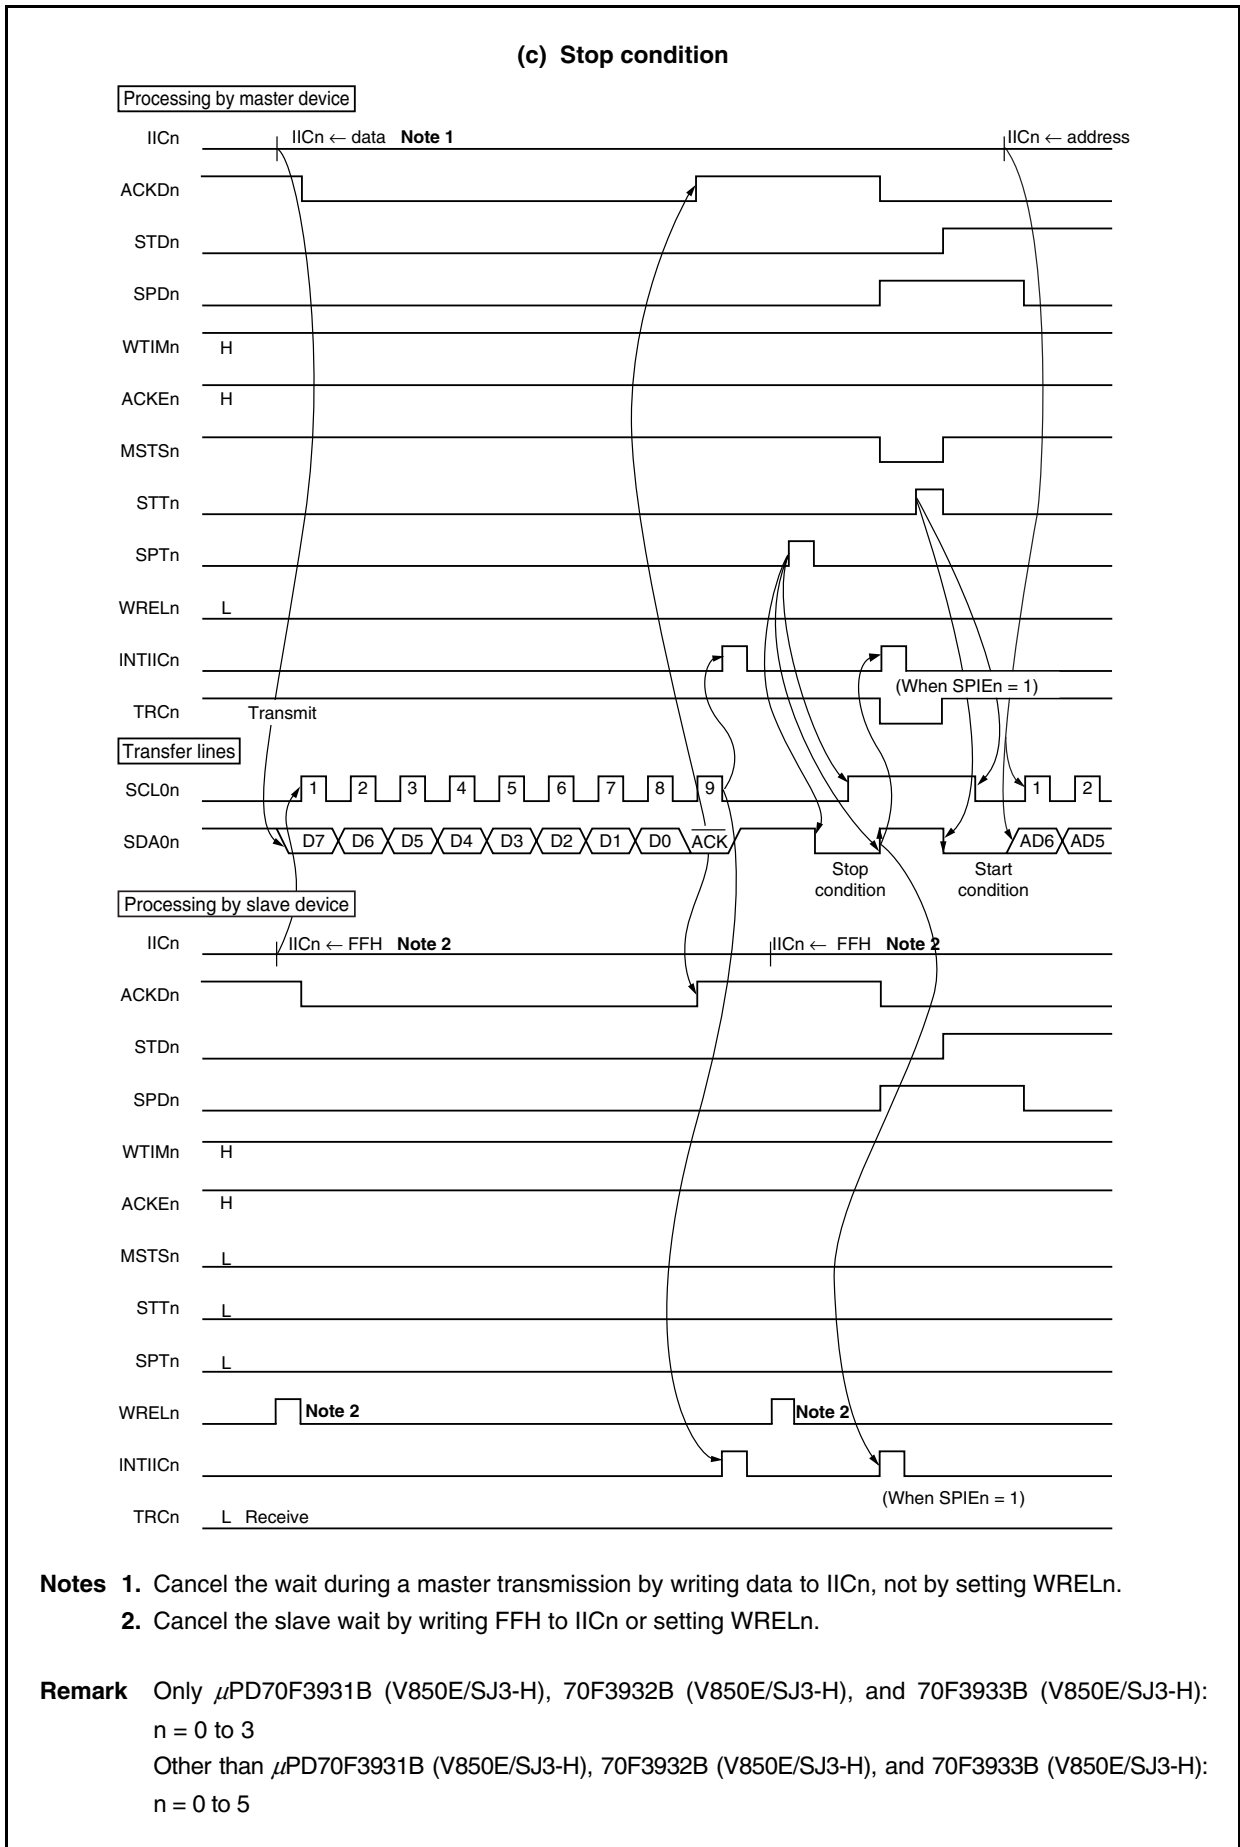 (c) Stop condition
Processing by master device
IICn IICn ← data Note 1 IICn ← address
ACKDn
STDn
SPDn
WTIMn H
ACKEn H
MSTSn
STTn
SPTn
WRELn L
INTIICn
(When SPIEn = 1)
TRCn Transmit
Transfer lines
SCL0n 1 2 3 4 5 6 7 8 9 1 2
SDA0n D7 D6 D5 D4 D3 D2 D1 D0 A̅C̅K̅ AD6 AD5
Stop Start
condition condition
Processing by slave device
IICn IICn ← FFH Note 2 IICn ← FFH Note 2
ACKDn
STDn
SPDn
WTIMn H
ACKEn H
MSTSn L
STTn L
SPTn L
WRELn Note 2 Note 2
INTIICn
(When SPIEn = 1)
TRCn L Receive
Notes 1. Cancel the wait during a master transmission by writing data to IICn, not by setting WRELn.
2. Cancel the slave wait by writing FFH to IICn or setting WRELn.
Remark Only μPD70F3931B (V850E/SJ3-H), 70F3932B (V850E/SJ3-H), and 70F3933B (V850E/SJ3-H):
n = 0 to 3
Other than μPD70F3931B (V850E/SJ3-H), 70F3932B (V850E/SJ3-H), and 70F3933B (V850E/SJ3-H):
n = 0 to 5